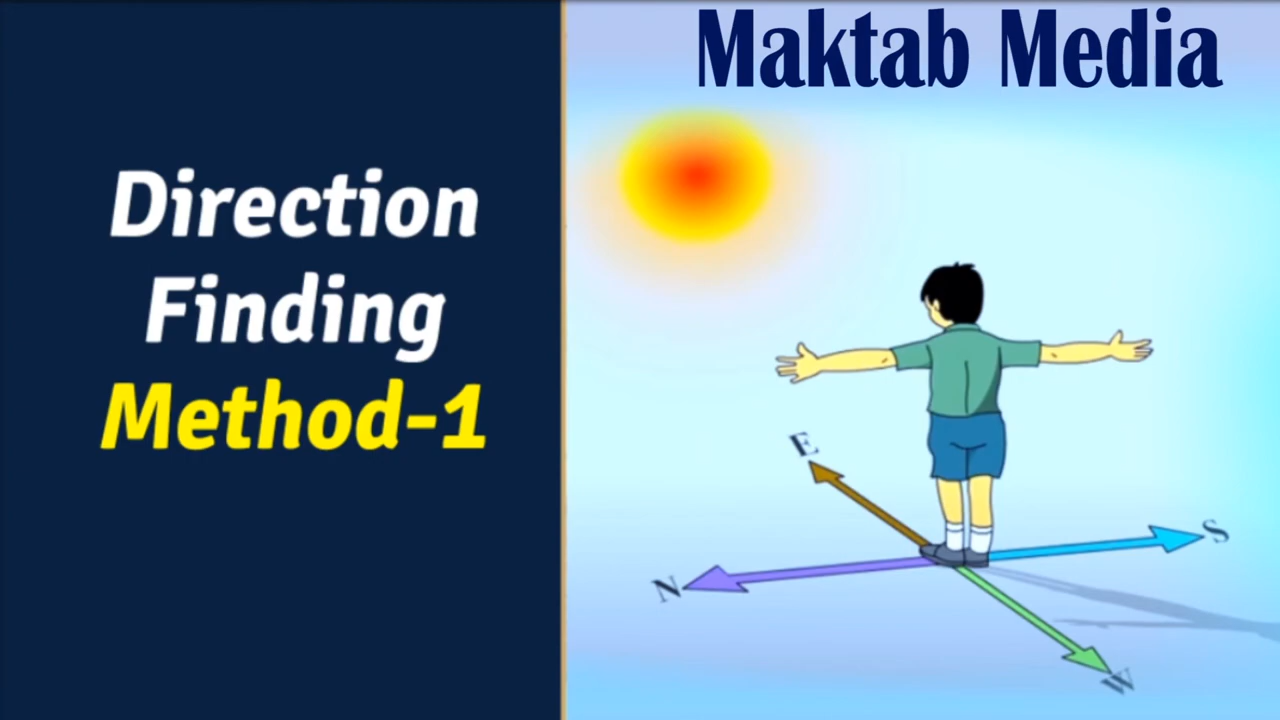 Direction
Finding
Method-1
Maktab Media
E
S
N
W